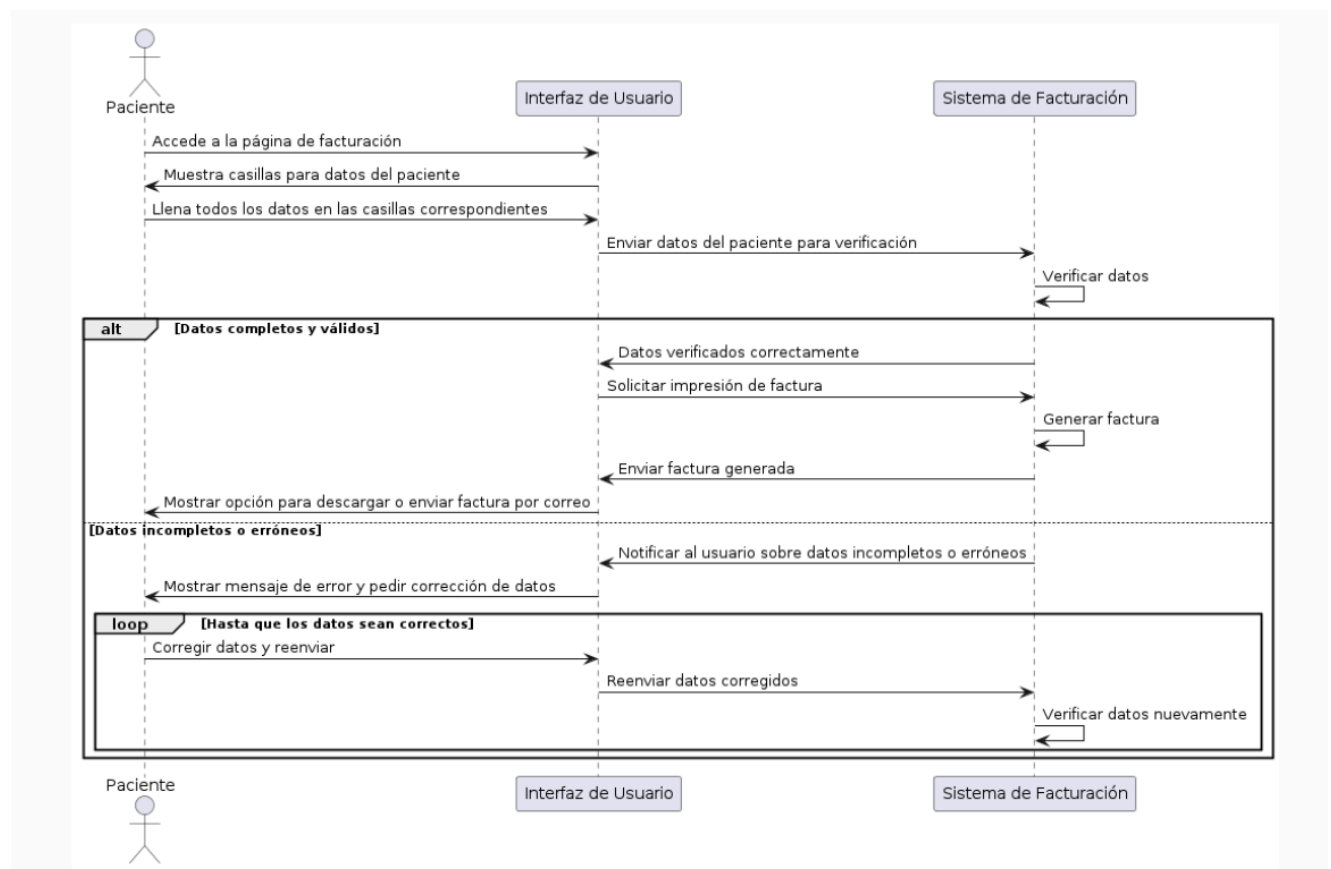 Paciente
Interfaz de Usuario
Sistema de Facturación
Accede a la página de facturación
Muestra casillas para datos del paciente
Llena todos los datos en las casillas correspondientes
Enviar datos del paciente para verificación
Verificar datos
alt
[Datos completos y válidos]
Datos verificados correctamente
Solicitar impresión de factura
Generar factura
Enviar factura generada
Mostrar opción para descargar o enviar factura por correo
[Datos incompletos o erróneos]
Notificar al usuario sobre datos incompletos o erróneos
Mostrar mensaje de error y pedir corrección de datos
loop
[Hasta que los datos sean correctos]
Corregir datos y reenviar
Reenviar datos corregidos
Verificar datos nuevamente
Paciente
Interfaz de Usuario
Sistema de Facturación